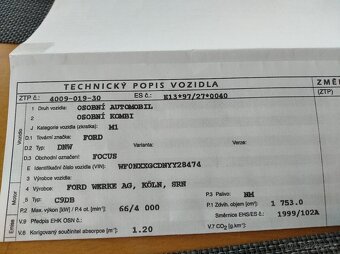 TECHNICKÝ POPIS VOZIDLA
ZMĚ
ZTP č.: 4009-019-30 ES č.: E13*97/27*0040
(ZTP)
1 Druh vozidla: OSOBNÍ AUTOMOBIL
2 OSOBNÍ KOMBI
J Kategorie vozidla (zkratka): M1
D.1 Tovární značka: FORD
D.2 Typ: DNW Varianta: Verze:
D.3 Obchodní označení: FOCUS
E Identifikační číslo vozidla (VIN): WF0NXXGCDNYY28474
3 Výrobce vozidla:
4 Výrobce: FORD WERKE AG, KÖLN, SRN
5 Typ: C9DB P.3 Palivo: NM
P.2 Max. výkon [kW] / P.4 ot. [min⁻¹]: 66/4 000 P.1 Zdvih. objem [cm³]: 1 753.0
V.9 Předpis EHK OSN č.: Směrnice EHS/ES č.: 1999/102A
V.6 Korigovaný součinitel absorpce [m⁻¹]: 1.20 V.7 CO₂ [g.km⁻¹]:
Vozidlo
Motor
Emise